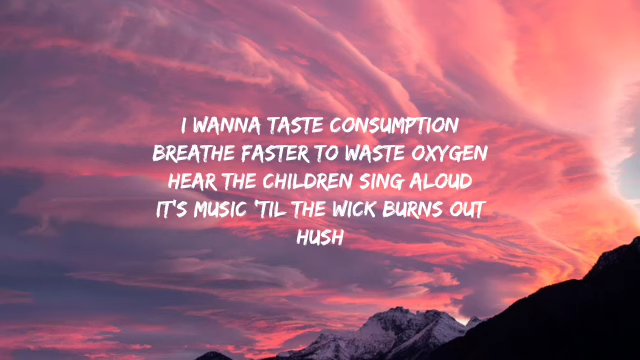 I WANNA TASTE CONSUMPTION
BREATHE FASTER TO WASTE OXYGEN
HEAR THE CHILDREN SING ALOUD
IT'S MUSIC 'TIL THE WICK BURNS OUT
HUSH